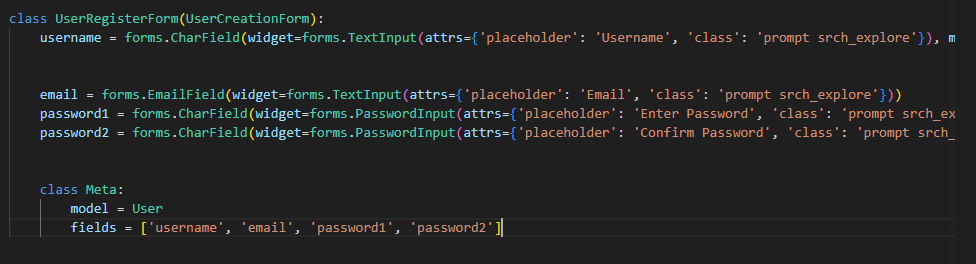 class UserRegisterForm(UserCreationForm):
username = forms.CharField(widget=forms.TextInput(attrs={'placeholder': 'Username', 'class': 'prompt srch_explore'}), m
email = forms.EmailField(widget=forms.TextInput(attrs={'placeholder': 'Email', 'class': 'prompt srch_explore'}))
password1 = forms.CharField(widget=forms.PasswordInput(attrs={'placeholder': 'Enter Password', 'class': 'prompt srch_ex
password2 = forms.CharField(widget=forms.PasswordInput(attrs={'placeholder': 'Confirm Password', 'class': 'prompt srch_
class Meta:
model = User
fields = ['username', 'email', 'password1', 'password2']